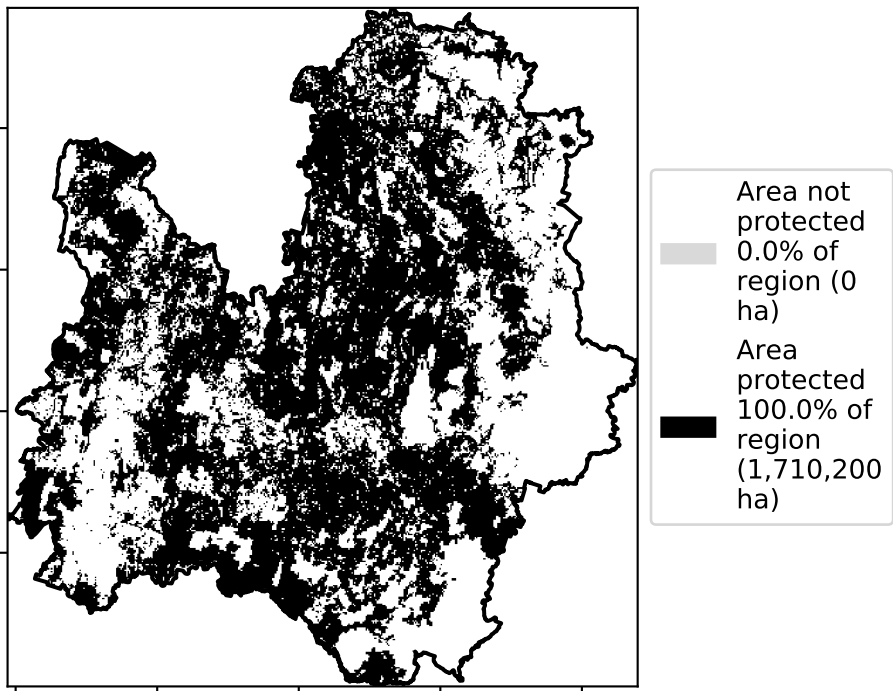 Area not
protected
0.0% of
region (0
ha)
Area
protected
100.0% of
region
(1,710,200
ha)